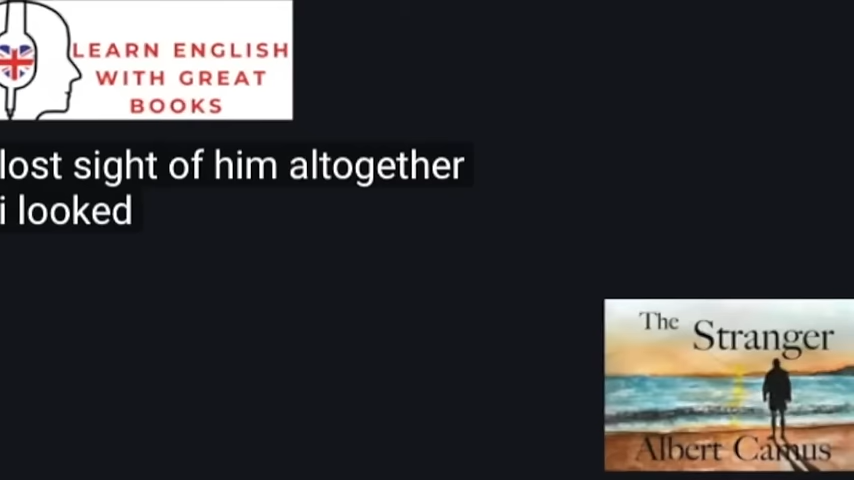 LEARN ENGLISH
WITH GREAT
BOOKS
lost sight of him altogether
i looked
The Stranger
Albert Camus